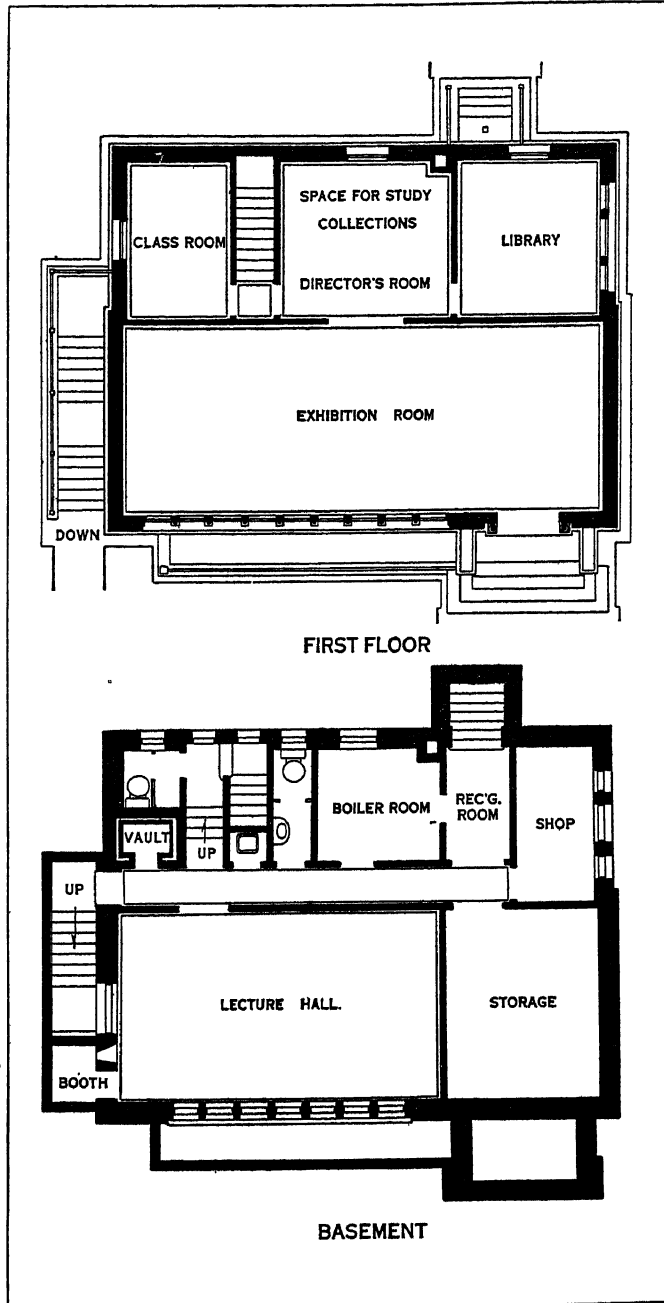 CLASS ROOM
SPACE FOR STUDY
COLLECTIONS
DIRECTOR'S ROOM
LIBRARY
EXHIBITION ROOM
DOWN
FIRST FLOOR
BOILER ROOM
REC'G.
ROOM
SHOP
VAULT
UP
UP
LECTURE HALL.
STORAGE
BOOTH
BASEMENT